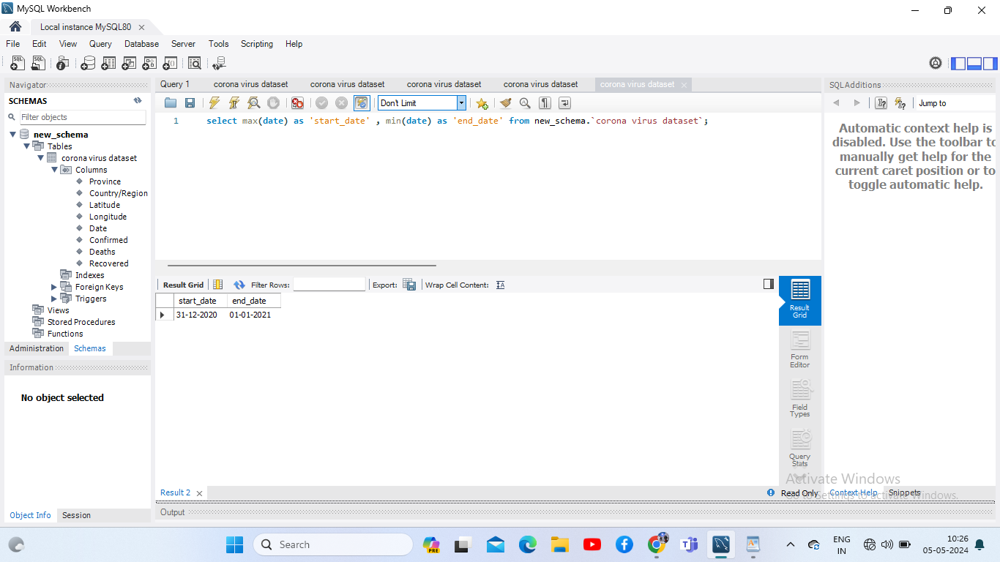 MySQL Workbench
Local instance MySQL80
File Edit View Query Database Server Tools Scripting Help
Navigator
SCHEMAS
Filter objects
new_schema
Tables
corona virus dataset
Columns
Province
Country/Region
Latitude
Longitude
Date
Confirmed
Deaths
Recovered
Indexes
Foreign Keys
Triggers
Views
Stored Procedures
Functions
Administration Schemas
Information
No object selected
Object Info Session
Query 1 corona virus dataset corona virus dataset corona virus dataset corona virus dataset corona virus dataset
Don't Limit
1 select max(date) as 'start_date' , min(date) as 'end_date' from new_schema.`corona virus dataset`;
Result Grid Filter Rows: Export: Wrap Cell Content:
start_date end_date
31-12-2020 01-01-2021
Result Grid
Form Editor
Field Types
Query Stats
Result 2
Read Only
Output
SQLAdditions
Jump to
Automatic context help is
disabled. Use the toolbar to
manually get help for the
current caret position or to
toggle automatic help.
Context Help Snippets
Activate Windows
Go to Settings to activate Windows.
Search
PRE
ENG
IN
10:26
05-05-2024